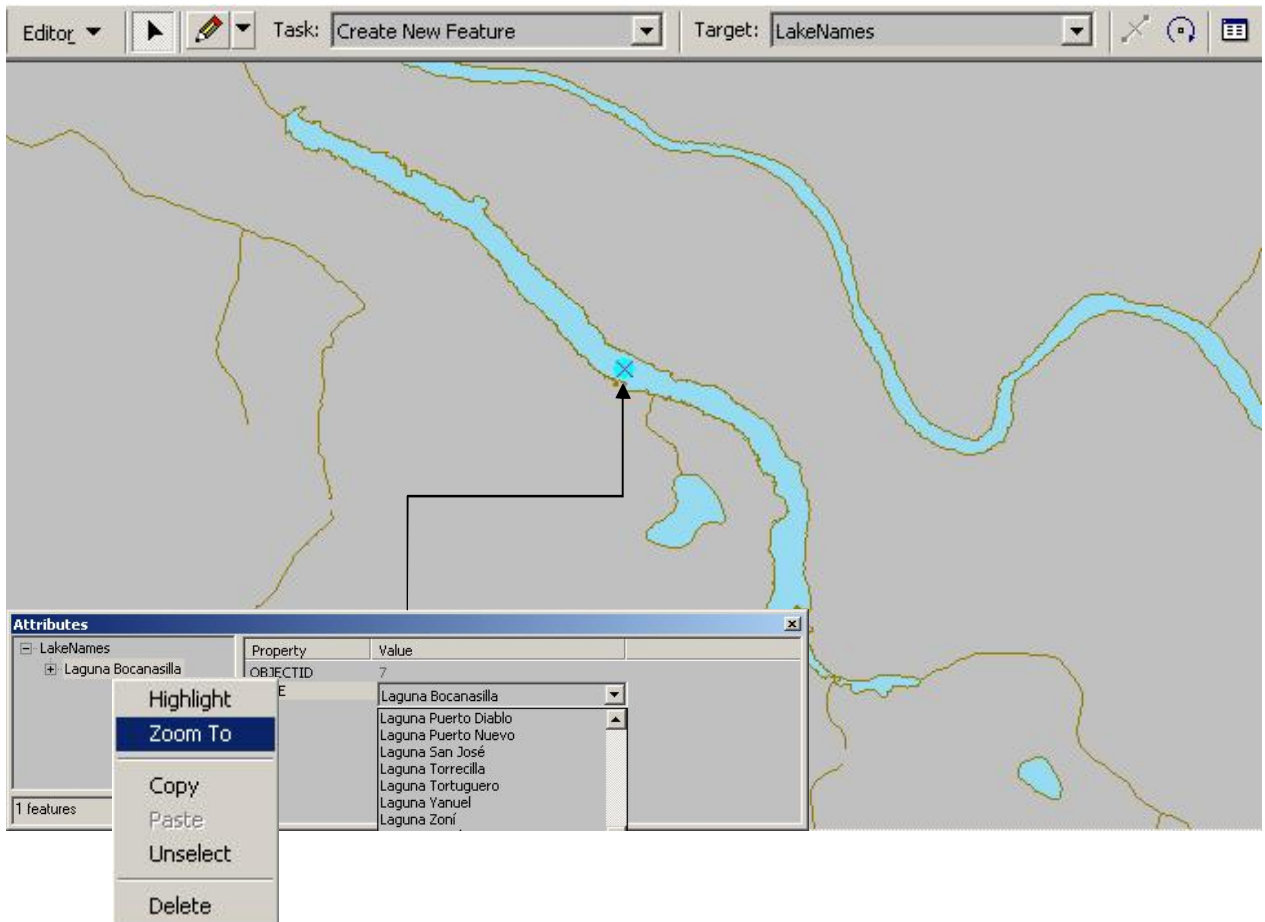 Editor Task: Create New Feature Target: LakeNames
Attributes
LakeNames
Laguna Bocanasilla
1 features
Property Value
OBJECTID 7
E Laguna Bocanasilla
Laguna Puerto Diablo
Laguna Puerto Nuevo
Laguna San José
Laguna Torrecilla
Laguna Tortuguero
Laguna Yanuel
Laguna Zoní
Highlight
Zoom To
Copy
Paste
Unselect
Delete